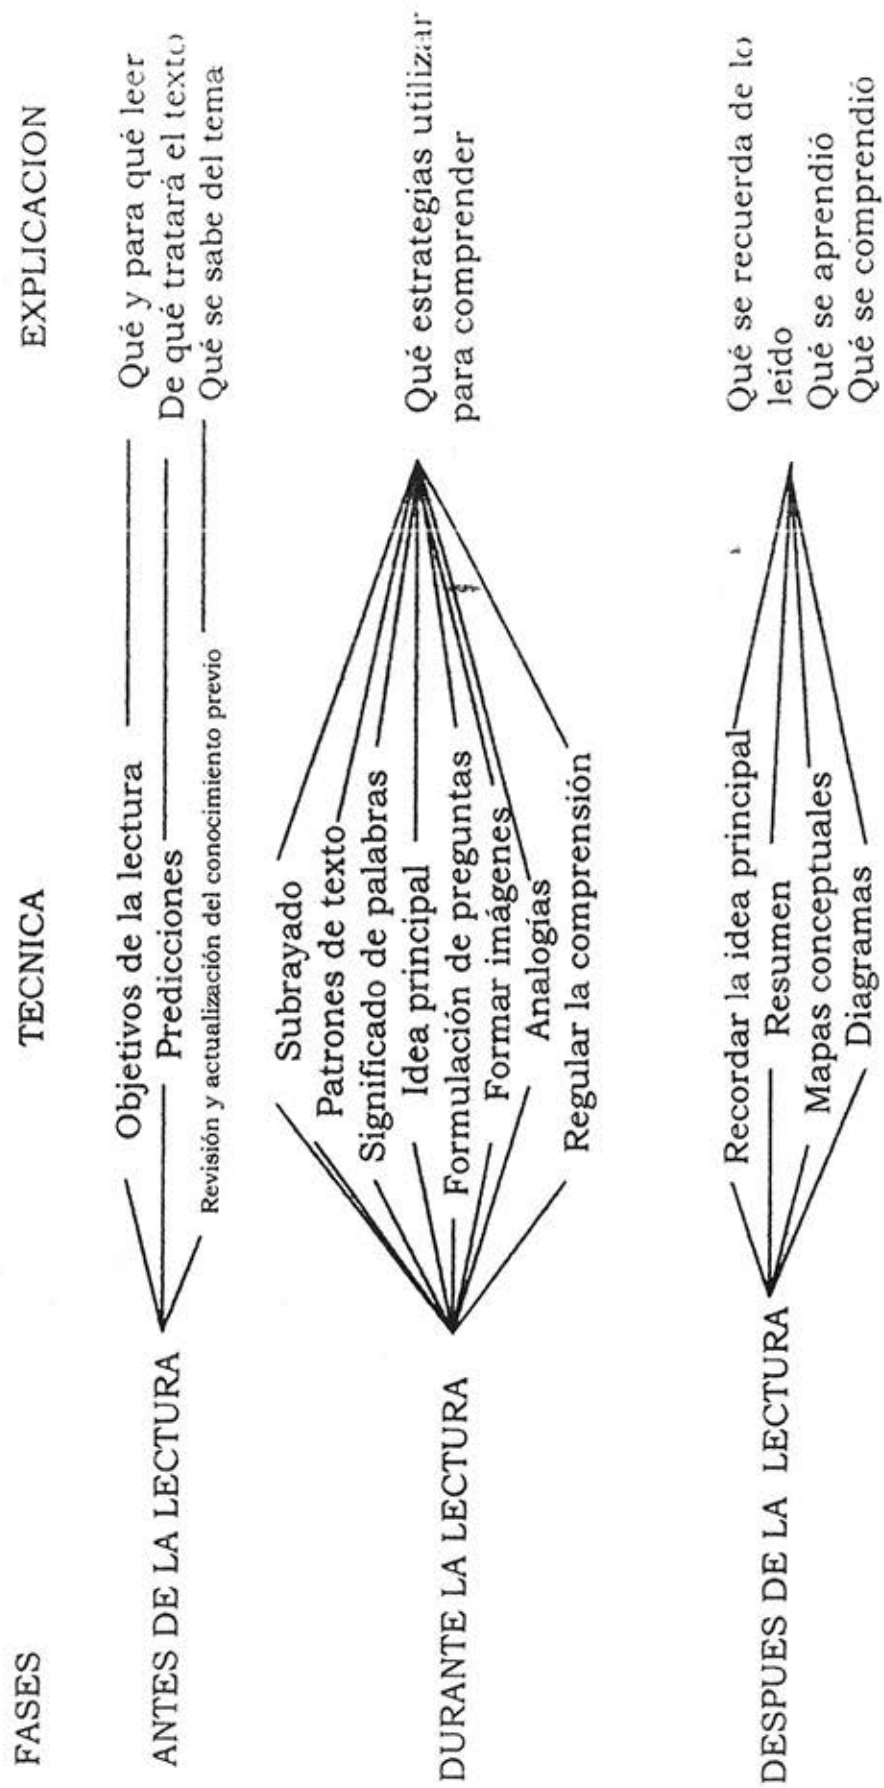 FASES
TECNICA
EXPLICACION
ANTES DE LA LECTURA
Objetivos de la lectura
Predicciones
Revisión y actualización del conocimiento previo
Qué y para qué leer
De qué tratará el texto
Qué se sabe del tema
DURANTE LA LECTURA
Subrayado
Patrones de texto
Significado de palabras
Idea principal
Formulación de preguntas
Formar imágenes
Analogías
Regular la comprensión
Qué estrategias utilizar
para comprender
DESPUES DE LA LECTURA
Recordar la idea principal
Resumen
Mapas conceptuales
Diagramas
Qué se recuerda de lo
leído
Qué se aprendió
Qué se comprendió